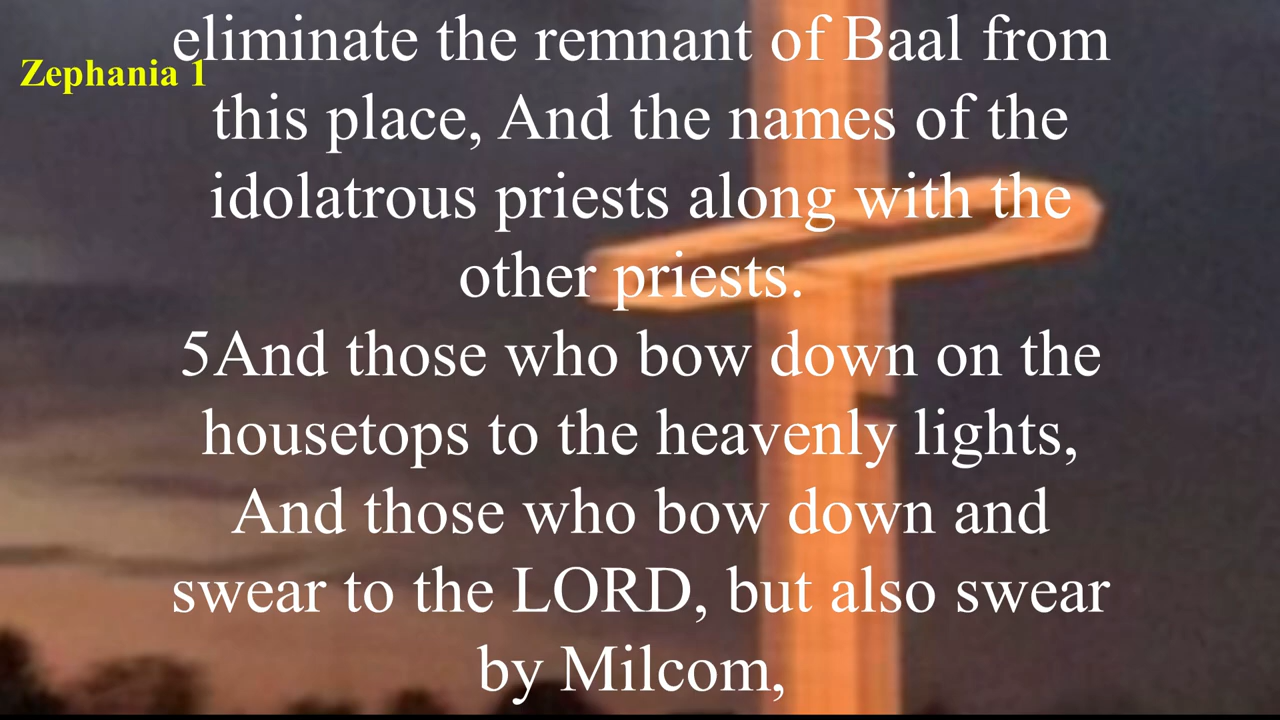 eliminate the remnant of Baal from
Zephania 1
this place, And the names of the
idolatrous priests along with the
other priests.
5And those who bow down on the
housetops to the heavenly lights,
And those who bow down and
swear to the LORD, but also swear
by Milcom,